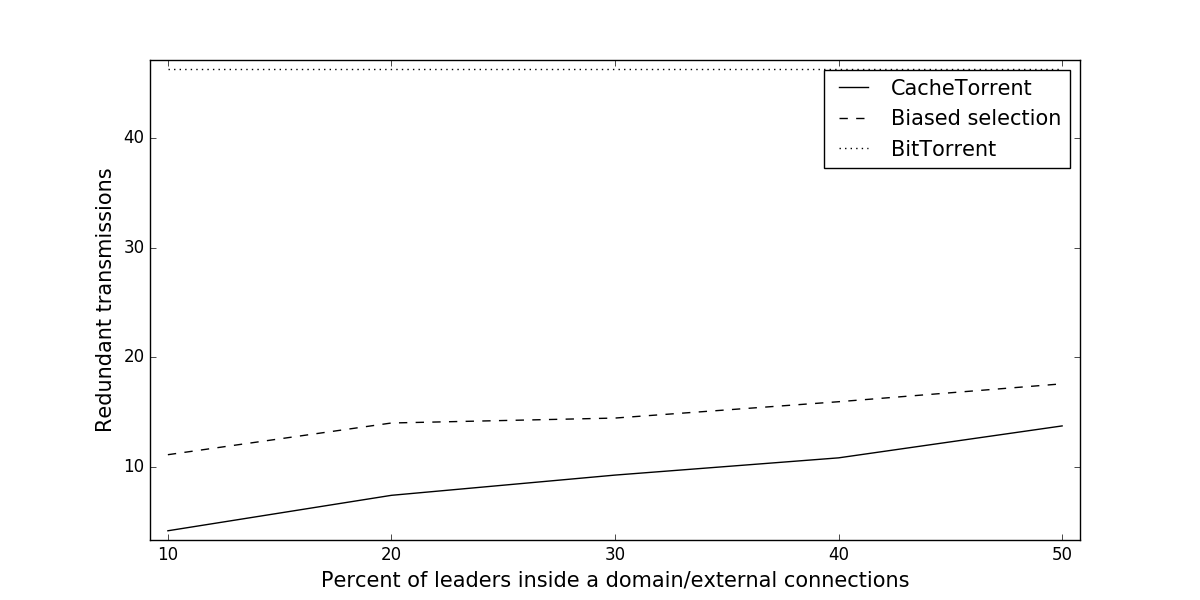 CacheTorrent
Biased selection
BitTorrent
40
30
20
10
Redundant transmissions
10 20 30 40 50
Percent of leaders inside a domain/external connections